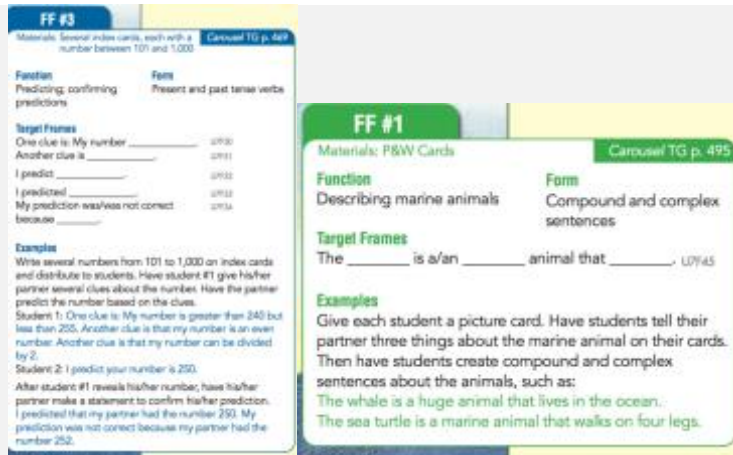 FF #3
Materials: Several index cards, each with a
number between 101 and 1,000
Carousel TG p. 469
Function
Predicting; confirming
predictions
Form
Present and past tense verbs
Target Frames
One clue is: My number ____________.
Another clue is ____________.
I predict ____________.
I predicted ____________.
My prediction was/was not correct
because ________.
Examples
Write several numbers from 101 to 1,000 on index cards
and distribute to students. Have student #1 give his/her
partner several clues about the number. Have the partner
predict the number based on the clues.
Student 1: One clue is: My number is greater than 240 but
less than 255. Another clue is that my number is an even
number. Another clue is that my number can be divided
by 2.
Student 2: I predict your number is 250.
After student #1 reveals his/her number, have his/her
partner make a statement to confirm his/her prediction.
I predicted that my partner had the number 250. My
prediction was not correct because my partner had the
number 252.
FF #1
Materials: P&W Cards
Carousel TG p. 495
Function
Describing marine animals
Form
Compound and complex
sentences
Target Frames
The ________ is a/an ________ animal that ________. U7F45
Examples
Give each student a picture card. Have students tell their
partner three things about the marine animal on their cards.
Then have students create compound and complex
sentences about the animals, such as:
The whale is a huge animal that lives in the ocean.
The sea turtle is a marine animal that walks on four legs.